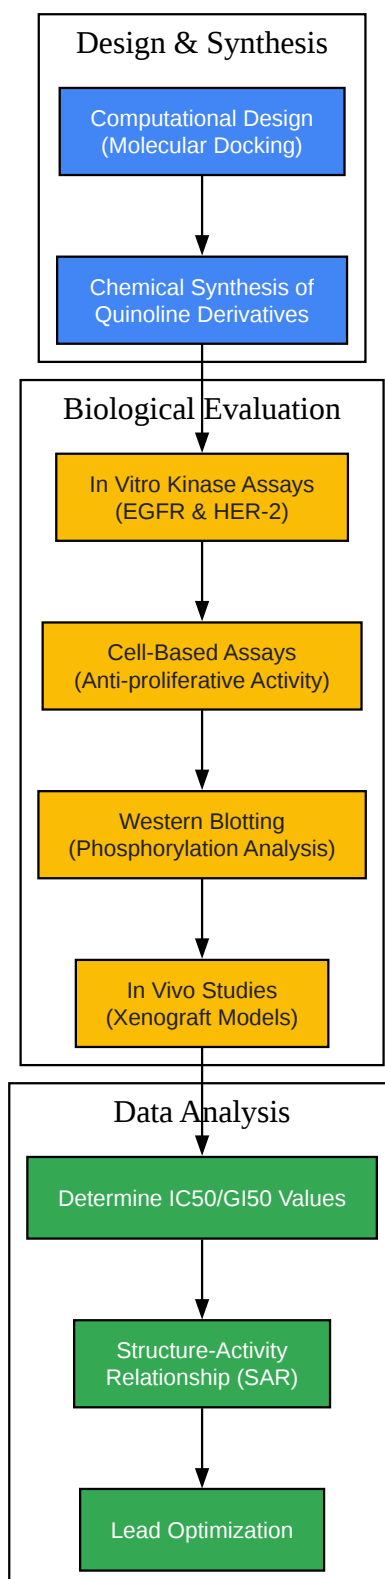 Design & Synthesis
Computational Design
(Molecular Docking)
Chemical Synthesis of
Quinoline Derivatives
Biological Evaluation
In Vitro Kinase Assays
(EGFR & HER-2)
Cell-Based Assays
(Anti-proliferative Activity)
Western Blotting
(Phosphorylation Analysis)
In Vivo Studies
(Xenograft Models)
Data Analysis
Determine IC50/GI50 Values
Structure-Activity
Relationship (SAR)
Lead Optimization